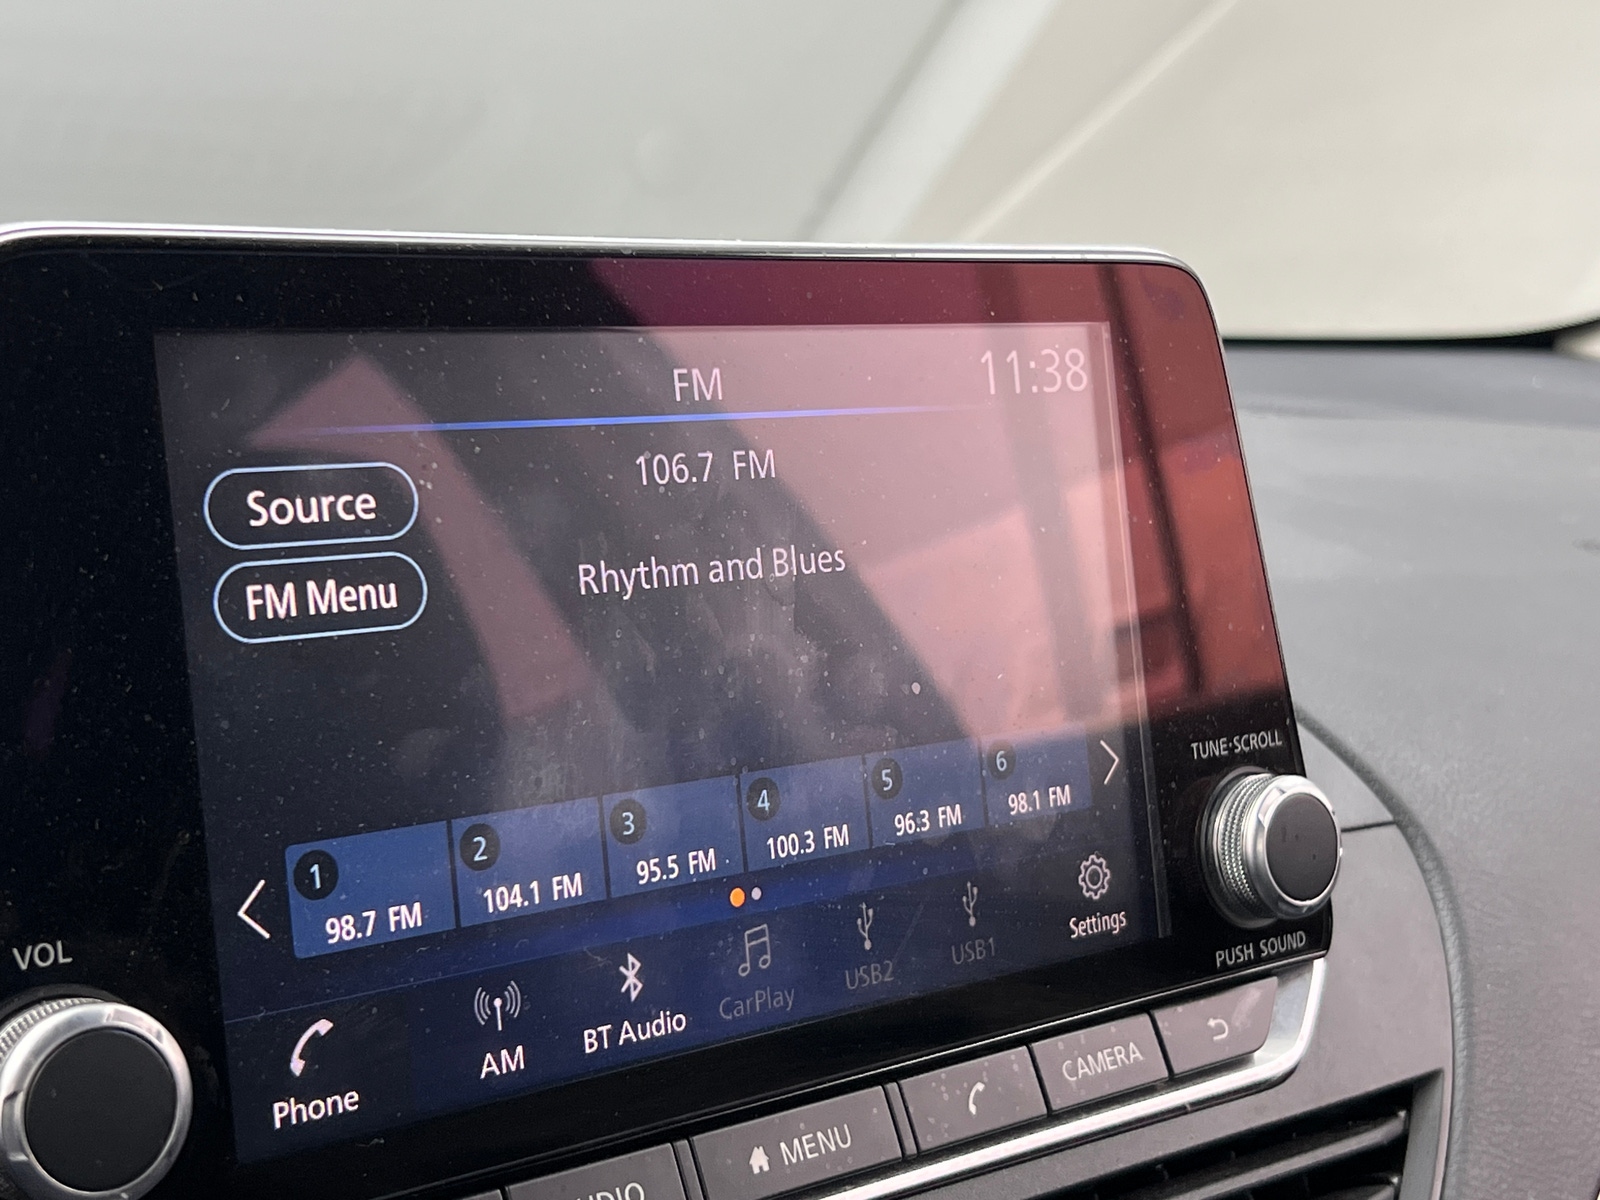 FM
11:38
106.7 FM
Source
Rhythm and Blues
FM Menu
1
98.7 FM
2
104.1 FM
3
95.5 FM
4
100.3 FM
5
96.3 FM
6
98.1 FM
Phone
AM
BT Audio
CarPlay
USB2
USB1
Settings
VOL
TUNE·SCROLL
PUSH SOUND
MENU
CAMERA